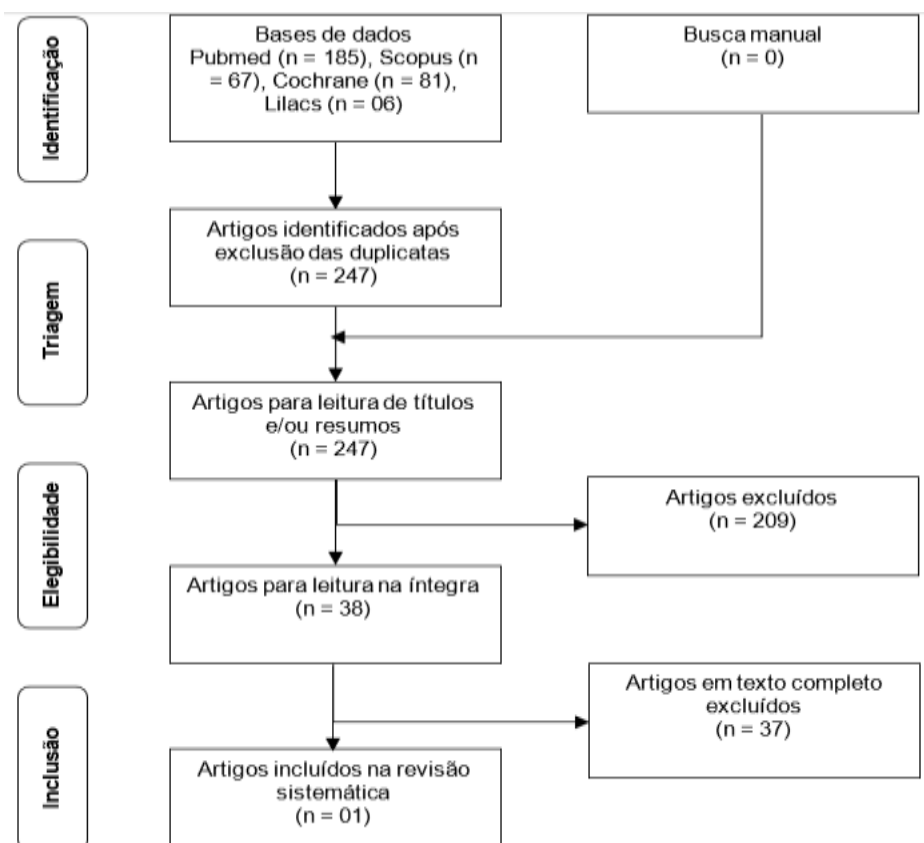 Identificação
Bases de dados
Pubmed (n = 185), Scopus (n
= 67), Cochrane (n = 81),
Lilacs (n = 06)
Busca manual
(n = 0)
Triagem
Artigos identificados após
exclusão das duplicatas
(n = 247)
Artigos para leitura de títulos
e/ou resumos
(n = 247)
Elegibilidade
Artigos excluídos
(n = 209)
Artigos para leitura na íntegra
(n = 38)
Inclusão
Artigos em texto completo
excluídos
(n = 37)
Artigos incluídos na revisão
sistemática
(n = 01)